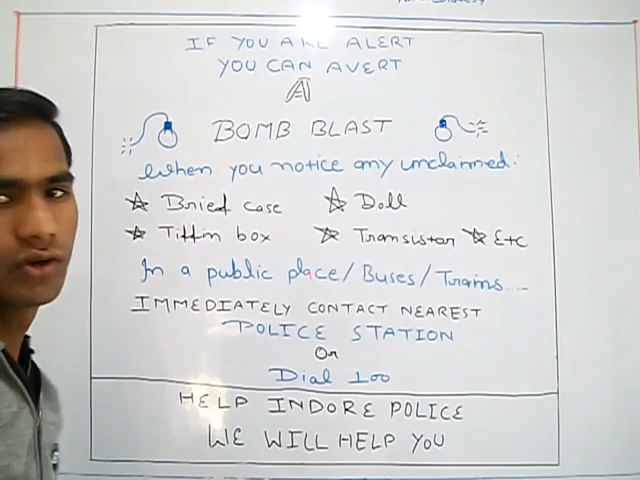 IF YOU ARE ALERT
YOU CAN AVERT
A
BOMB BLAST
When you notice any unclaimed:
Bried case Doll
Tiffin box Transistor Etc
In a public place/Buses/Trains....
IMMEDIATELY CONTACT NEAREST
POLICE STATION
Or
Dial 100
HELP INDORE POLICE
WE WILL HELP YOU